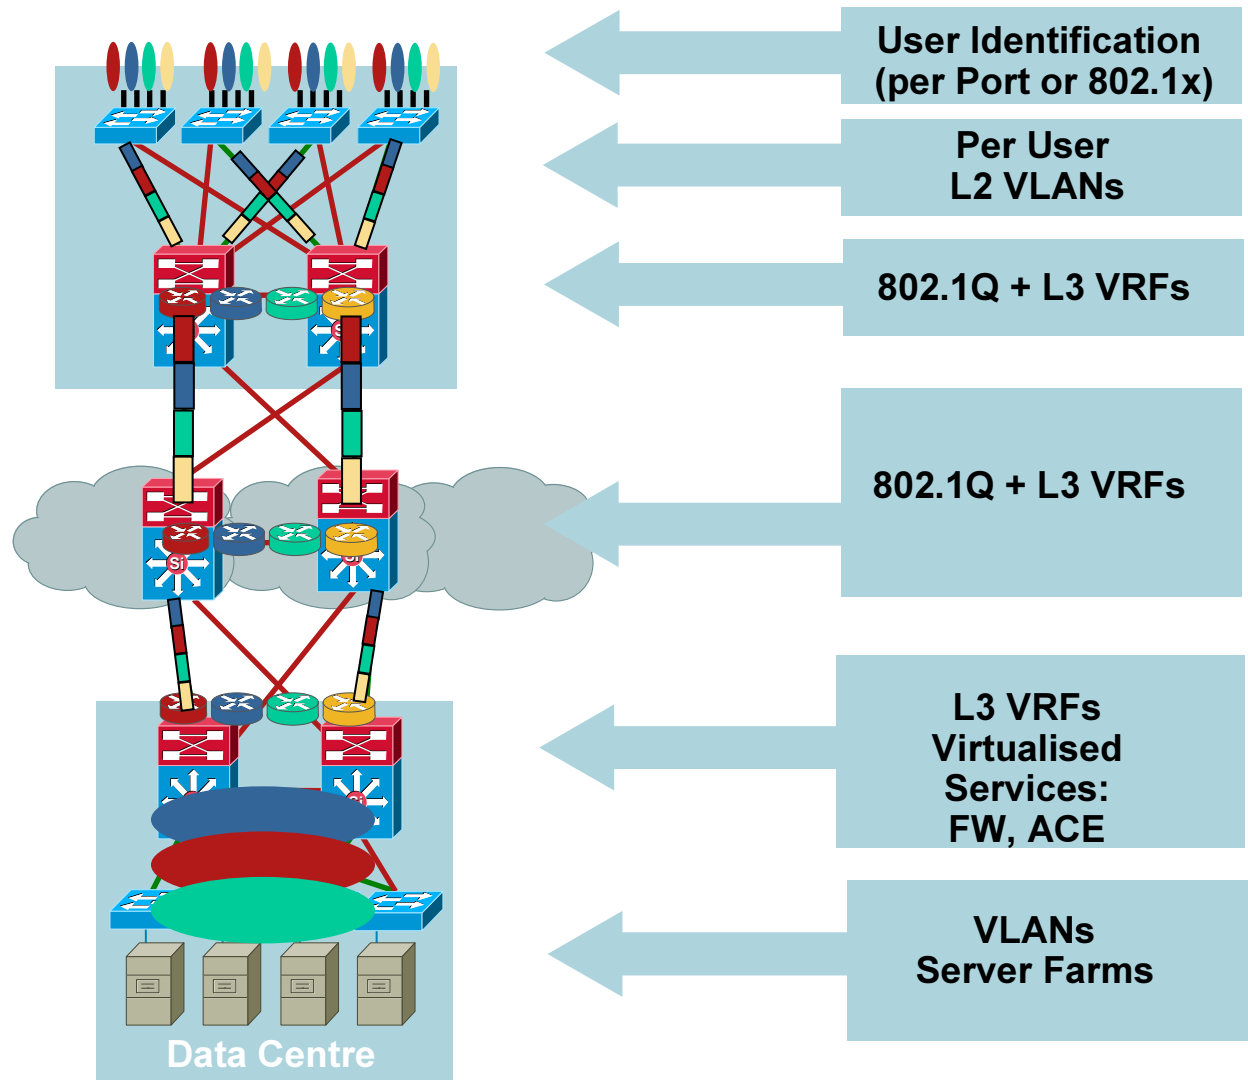 User Identification
(per Port or 802.1x)
Per User
L2 VLANs
802.1Q + L3 VRFs
802.1Q + L3 VRFs
Si
L3 VRFs
Virtualised
Services:
FW, ACE
VLANs
Server Farms
Data Centre